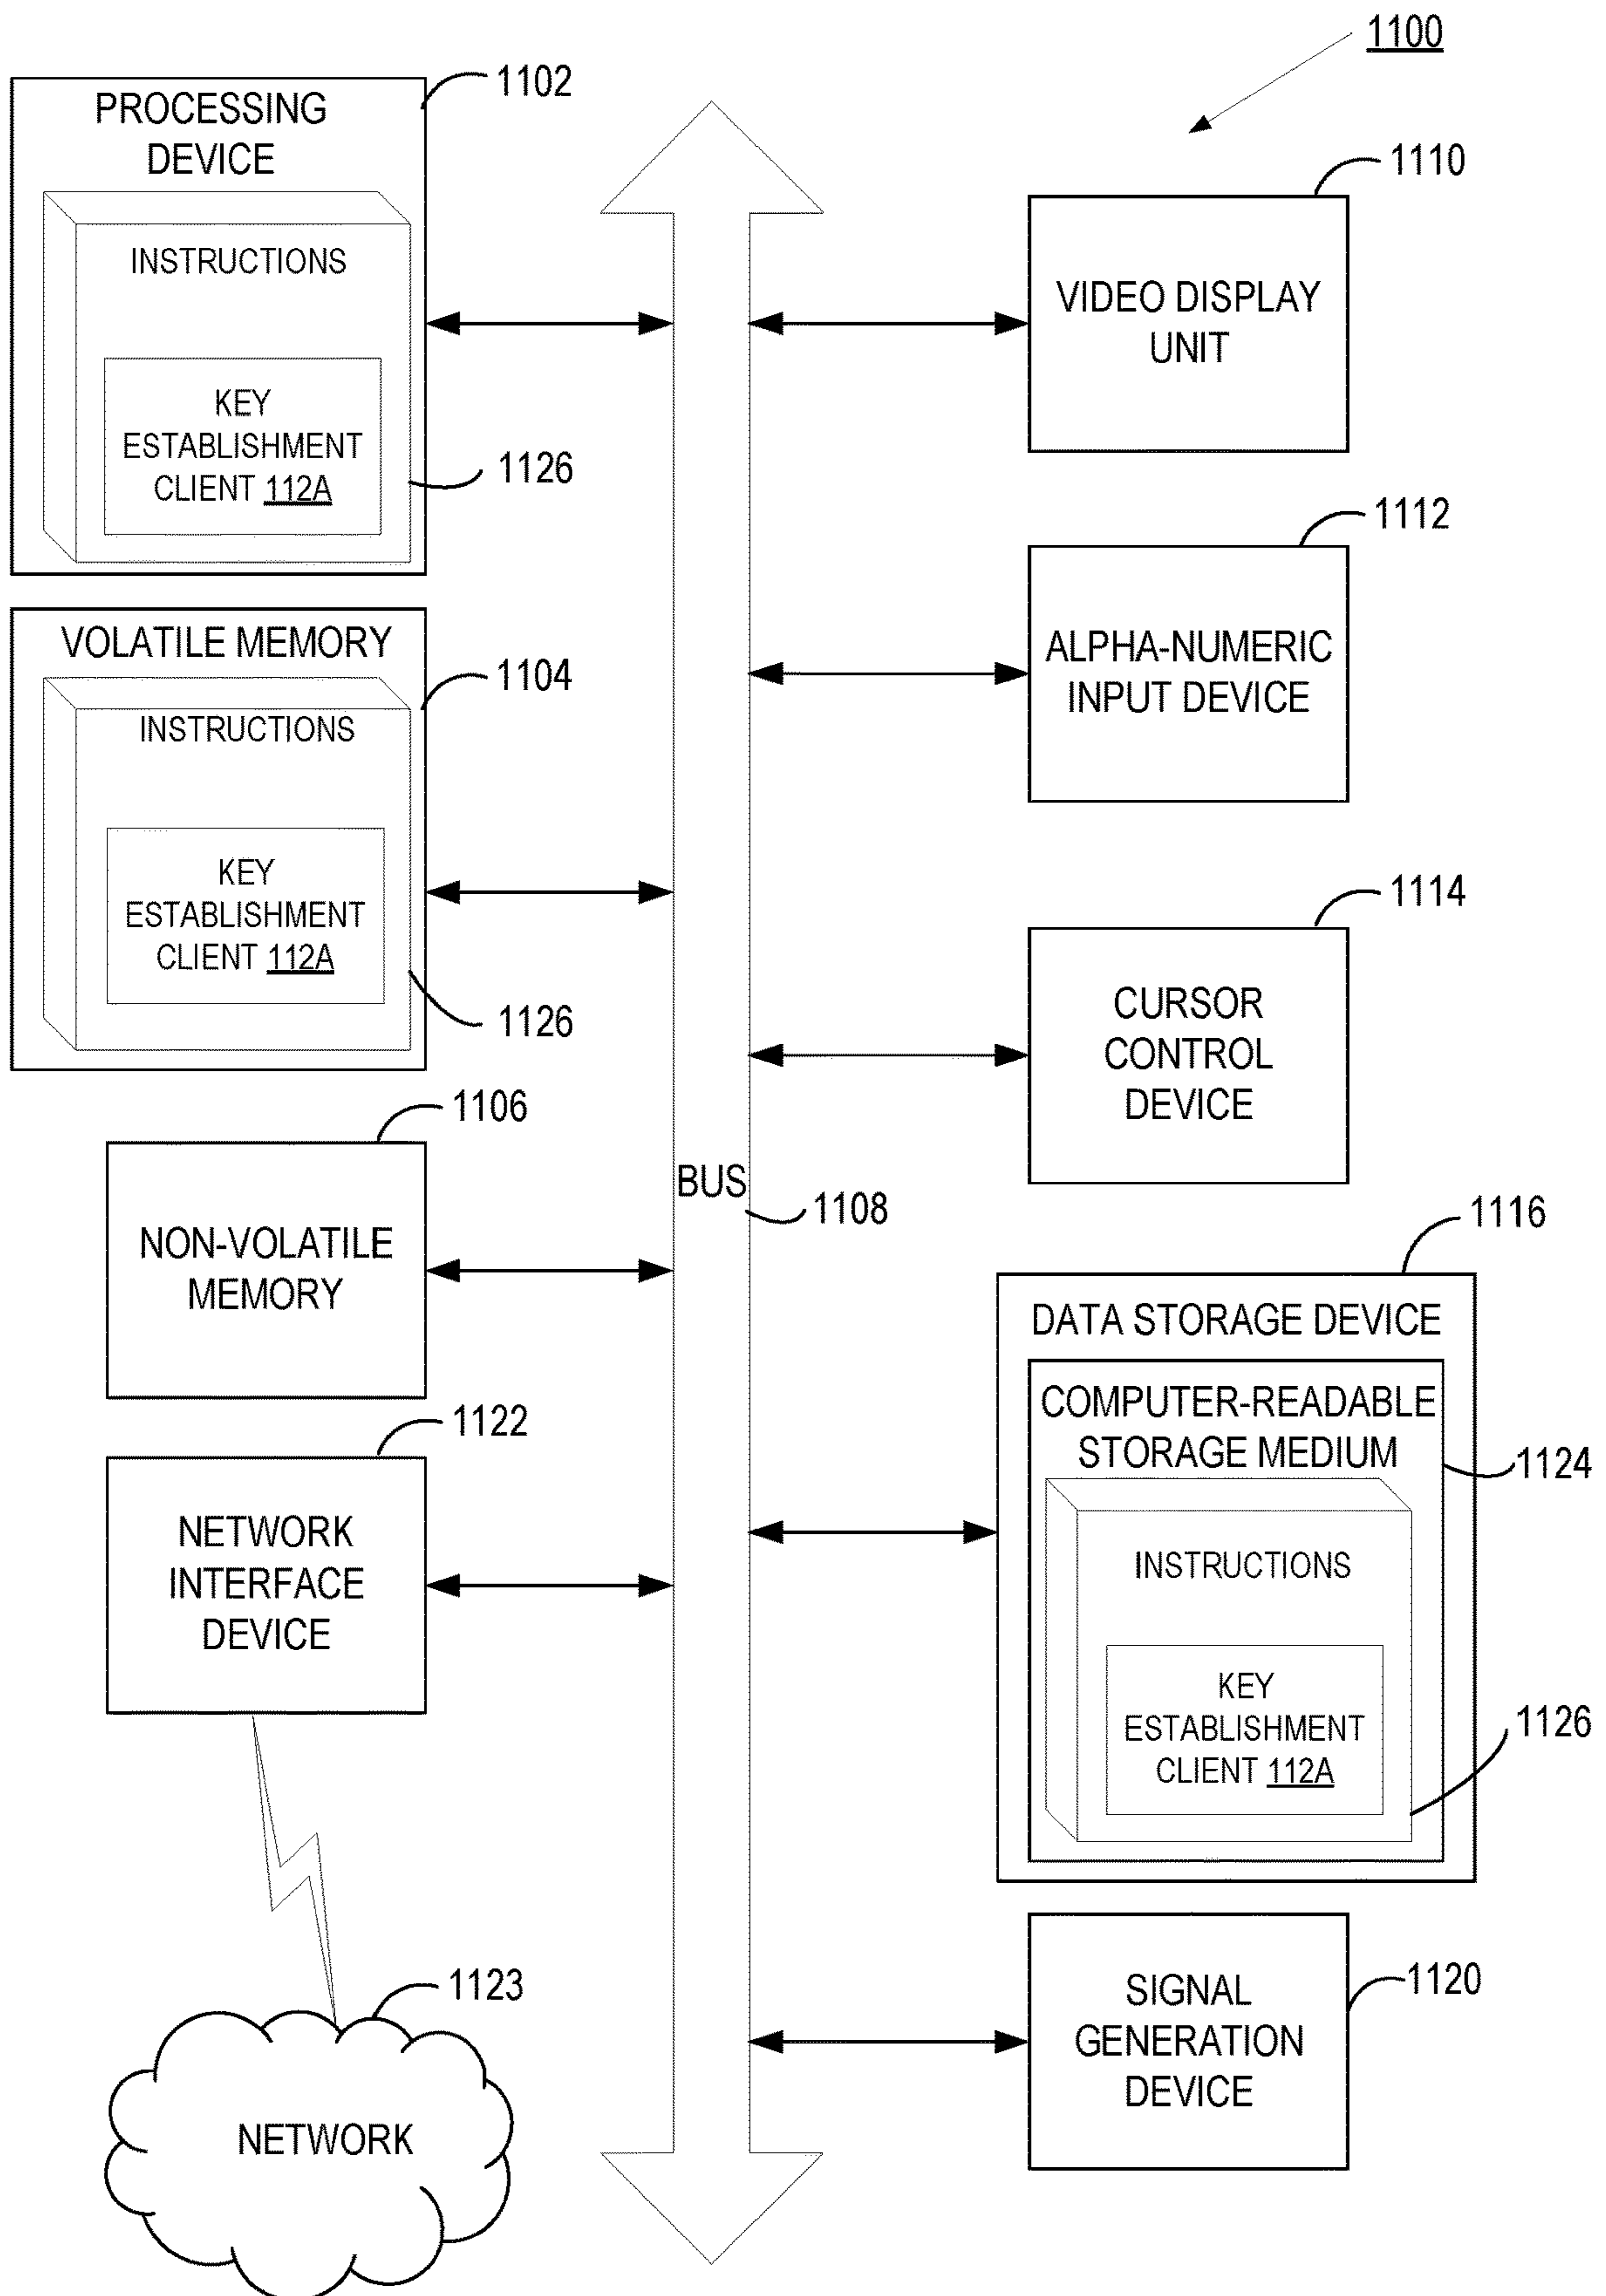 1100
1102
PROCESSING
DEVICE
INSTRUCTIONS
KEY
ESTABLISHMENT
CLIENT 112A
1126
VOLATILE MEMORY
1104
INSTRUCTIONS
KEY
ESTABLISHMENT
CLIENT 112A
1126
1106
NON-VOLATILE
MEMORY
1122
NETWORK
INTERFACE
DEVICE
1123
NETWORK
BUS
1108
1110
VIDEO DISPLAY
UNIT
1112
ALPHA-NUMERIC
INPUT DEVICE
1114
CURSOR
CONTROL
DEVICE
1116
DATA STORAGE DEVICE
COMPUTER-READABLE
STORAGE MEDIUM
1124
INSTRUCTIONS
KEY
ESTABLISHMENT
CLIENT 112A
1126
1120
SIGNAL
GENERATION
DEVICE